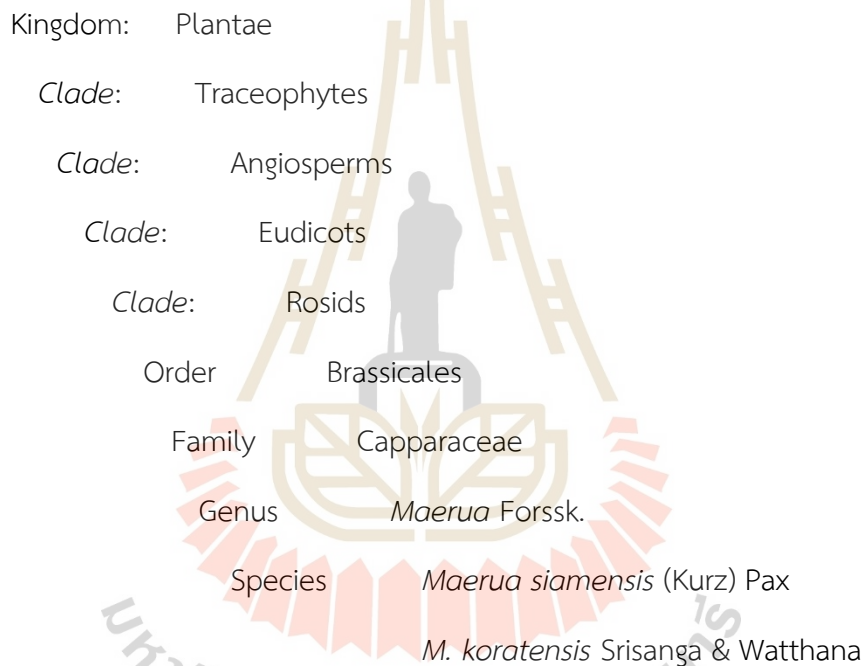 Kingdom: Plantae
Clade: Traceophytes
Clade: Angiosperms
Clade: Eudicots
Clade: Rosids
Order Brassicales
Family Capparaceae
Genus Maerua Forssk.
Species Maerua siamensis (Kurz) Pax
M. koratensis Srisanga & Watthana